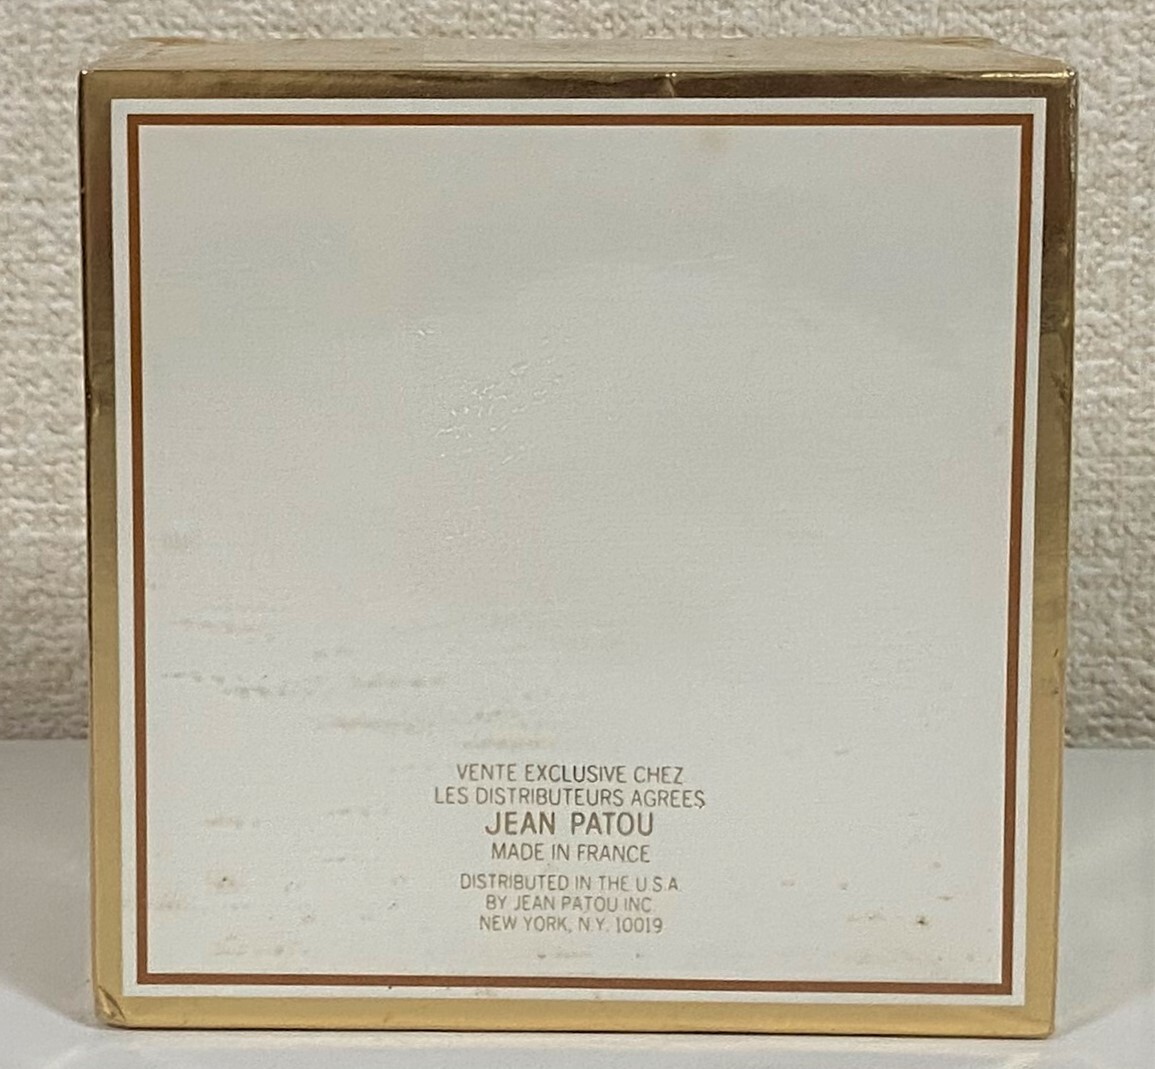 VENTE EXCLUSIVE CHEZ
LES DISTRIBUTEURS AGREES
JEAN PATOU
MADE IN FRANCE
DISTRIBUTED IN THE U.S.A.
BY JEAN PATOU INC
NEW YORK, N.Y. 10019